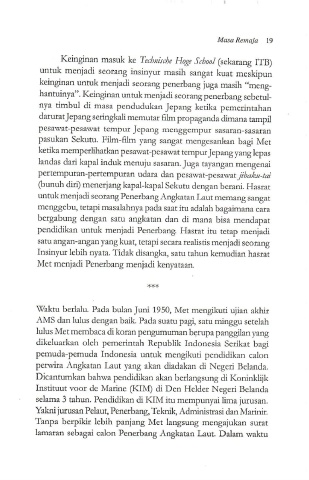 Masa Remaja 19
Keinginan masuk ke Technische Hoge School (sekarang ITB)
untuk menjadi seorang insinyur masih sangat kuat meskipun
keinginan untuk menjadi seorang penerbang juga masih “meng-
hantuinya”. Keinginan untuk menjadi seorang penerbang sebetul-
nya timbul di masa pendudukan Jepang ketika pemerintahan
darurat Jepang seringkali memutar film propaganda dimana tampil
pesawat-pesawat tempur Jepang menggempur sasaran-sasaran
pasukan Sekutu. Film-film yang sangat mengesankan bagi Met
ketika memperlihatkan pesawat-pesawat tempur Jepang yang lepas
landas dari kapal induk menuju sasaran. Juga tayangan mengenai
pertempuran-pertempuran udara dan pesawat-pesawat jibaku-tai
(bunuh diri) menerjang kapal-kapal Sekutu dengan berani. Hasrat
untuk menjadi seorang Penerbang Angkatan Laut memang sangat
menggebu, tetapi masalahnya pada saat itu adalah bagaimana cara
bergabung dengan satu angkatan dan di mana bisa mendapat
pendidikan untuk menjadi Penerbang. Hasrat itu tetap menjadi
satu angan-angan yang kuat, tetapi secara realistis menjadi seorang
Insinyur lebih nyata. Tidak disangka, satu tahun kemudian hasrat
Met menjadi Penerbang menjadi kenyataan.
***
Waktu berlalu. Pada bulan Juni 1950, Met mengikuti ujian akhir
AMS dan lulus dengan baik. Pada suatu pagi, satu minggu setelah
lulus Met membaca di koran pengumuman berupa panggilan yang
dikeluarkan oleh pemerintah Republik Indonesia Serikat bagi
pemuda-pemuda Indonesia untuk mengikuti pendidikan calon
perwira Angkatan Laut yang akan diadakan di Negeri Belanda.
Dicantumkan bahwa pendidikan akan berlangsung di Koninklijk
Instituut voor de Marine (KIM) di Den Helder Negeri Belanda
selama 3 tahun. Pendidikan di KIM itu mempunyai lima jurusan.
Yakni jurusan Pelaut, Penerbang, Teknik, Administrasi dan Marinir.
Tanpa berpikir lebih panjang Met langsung mengajukan surat
lamaran sebagai calon Penerbang Angkatan Laut. Dalam waktu